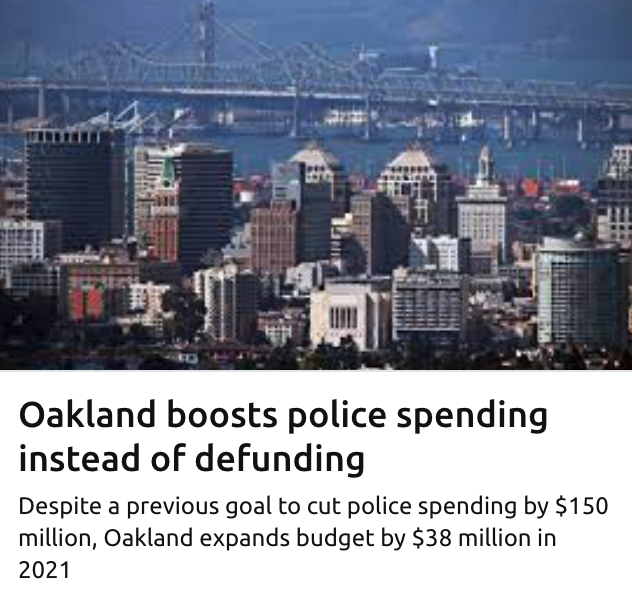 Oakland boosts police spending
instead of defunding
Despite a previous goal to cut police spending by $150
million, Oakland expands budget by $38 million in
2021